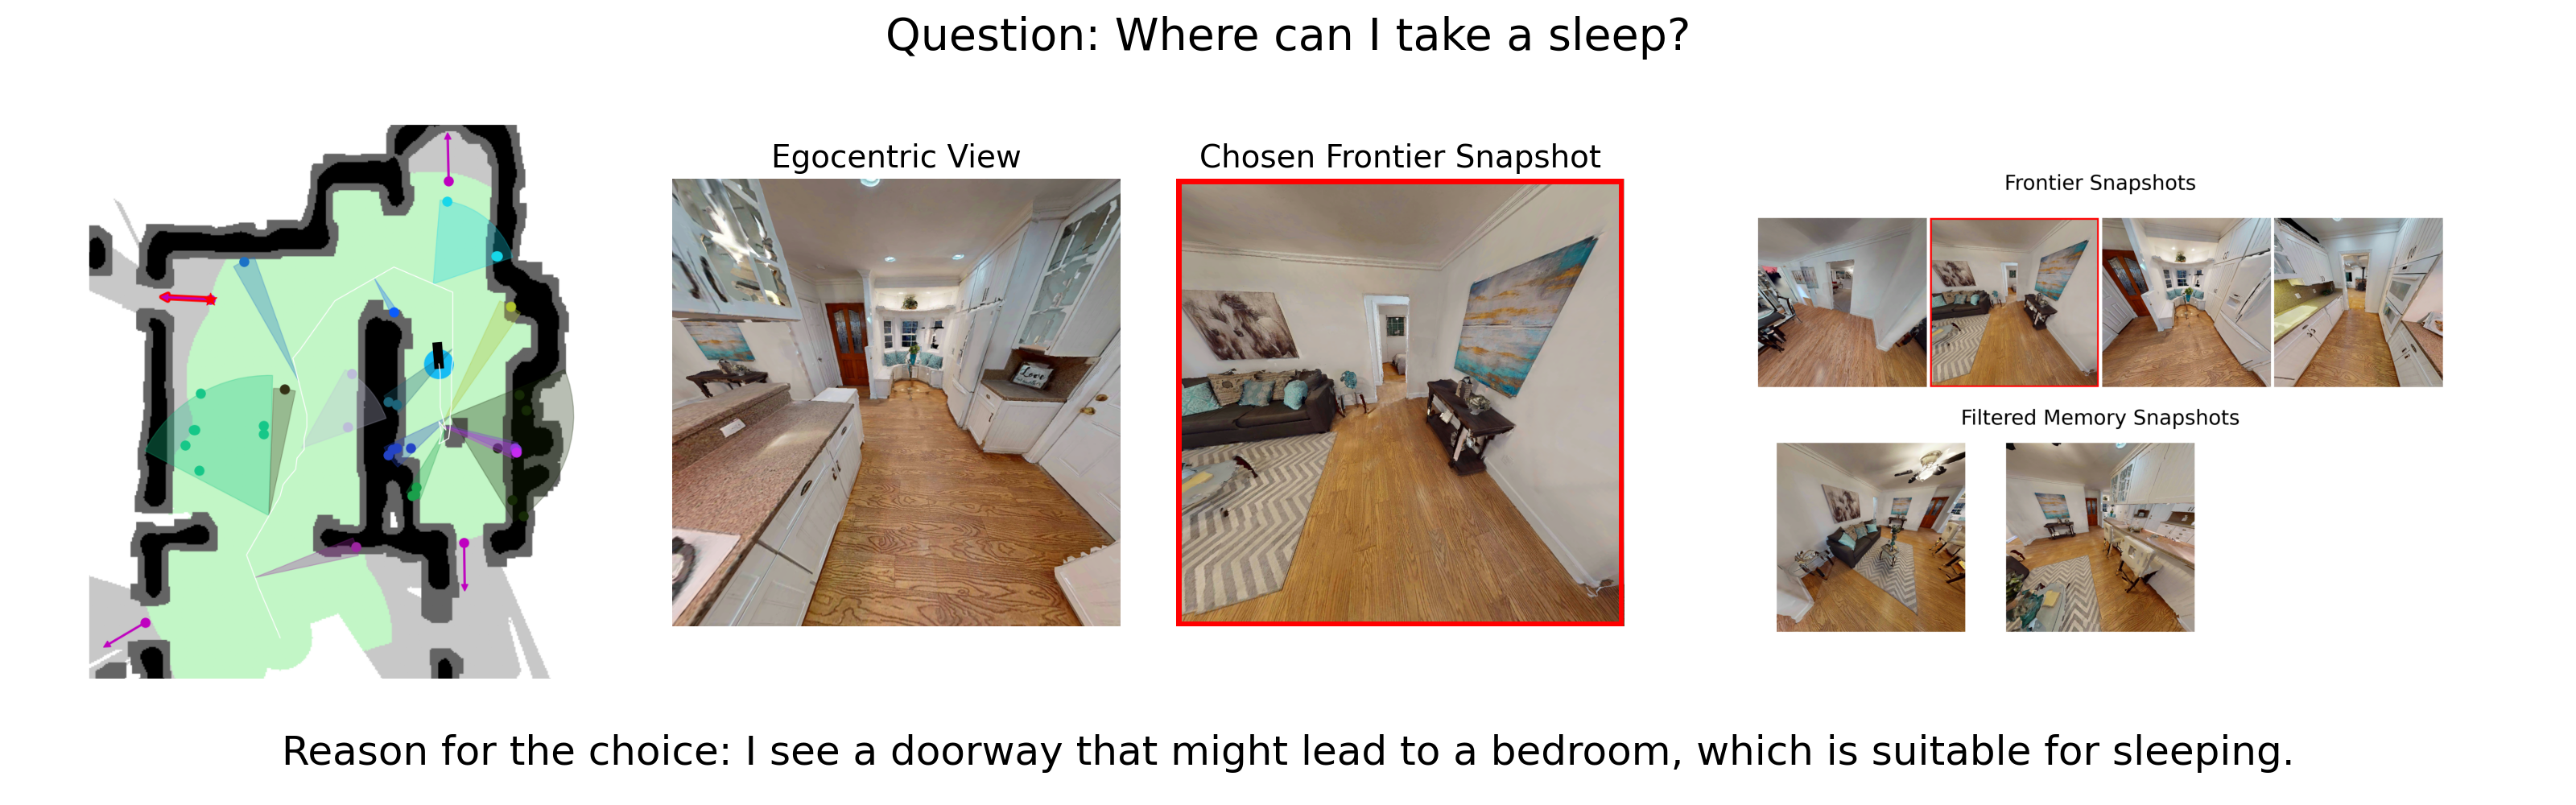 Question: Where can I take a sleep?
Egocentric View
Chosen Frontier Snapshot
Frontier Snapshots
Love
Filtered Memory Snapshots
Reason for the choice: I see a doorway that might lead to a bedroom, which is suitable for sleeping.